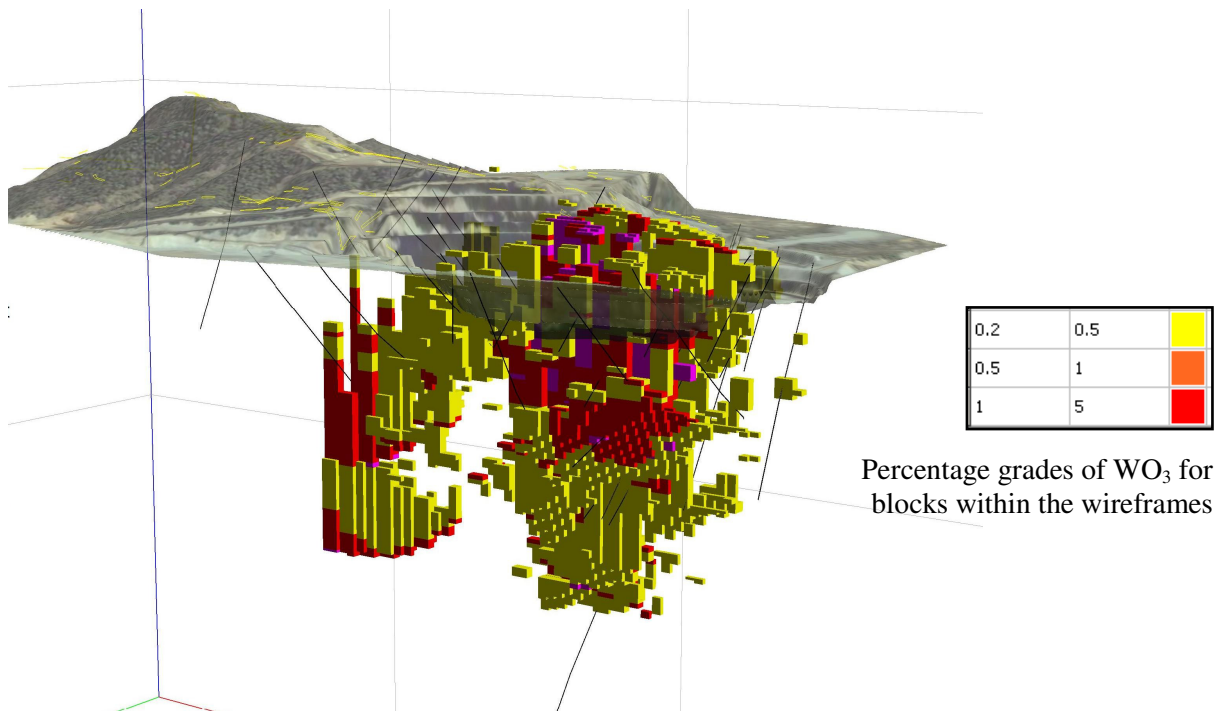 0.2 0.5
0.5 1
1 5
Percentage grades of WO₃ for
blocks within the wireframes